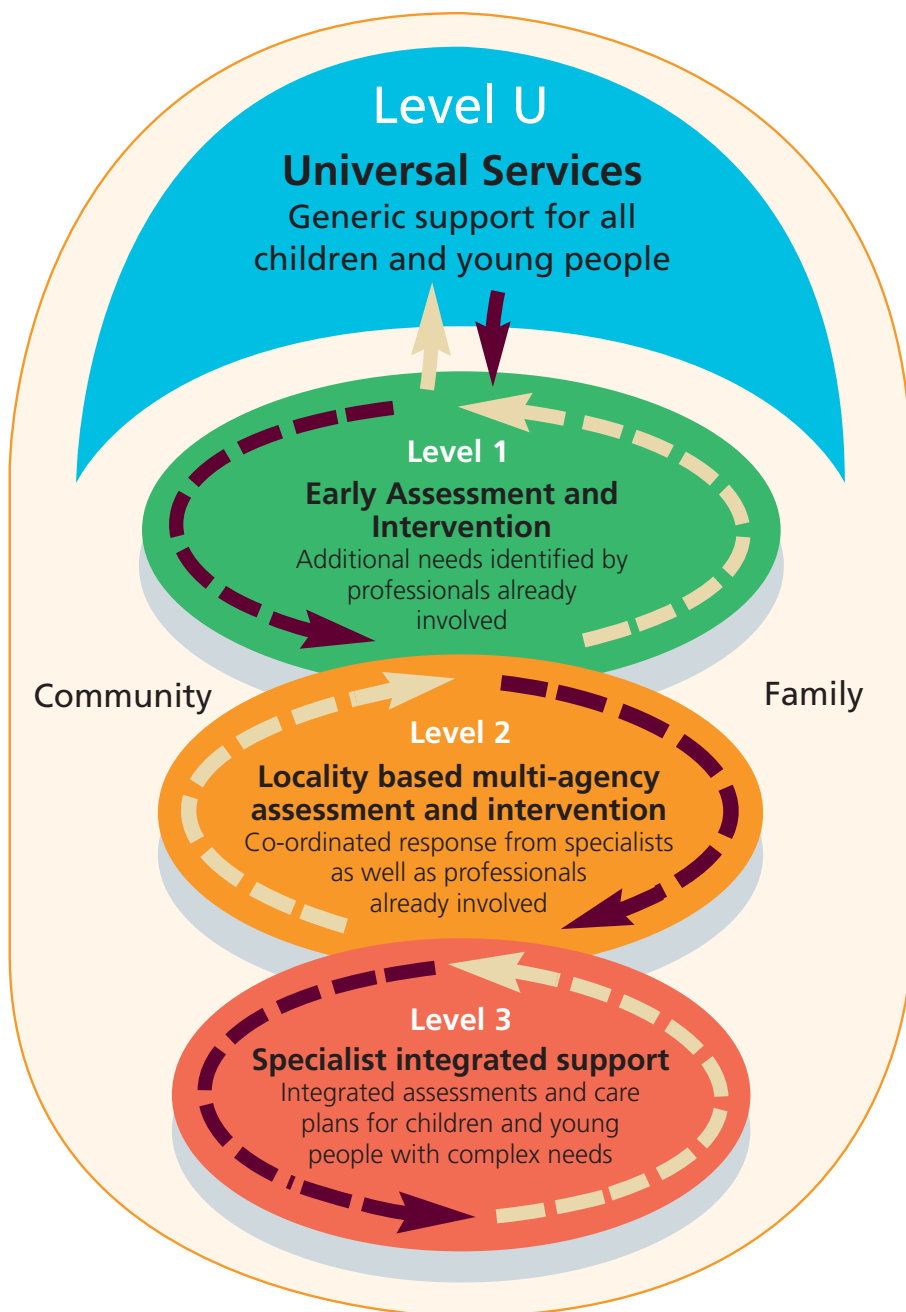 Level U
Universal Services
Generic support for all
children and young people
Level 1
Early Assessment and
Intervention
Additional needs identified by
professionals already
involved
Community
Family
Level 2
Locality based multi-agency
assessment and intervention
Co-ordinated response from specialists
as well as professionals
already involved
Level 3
Specialist integrated support
Integrated assessments and care
plans for children and young
people with complex needs